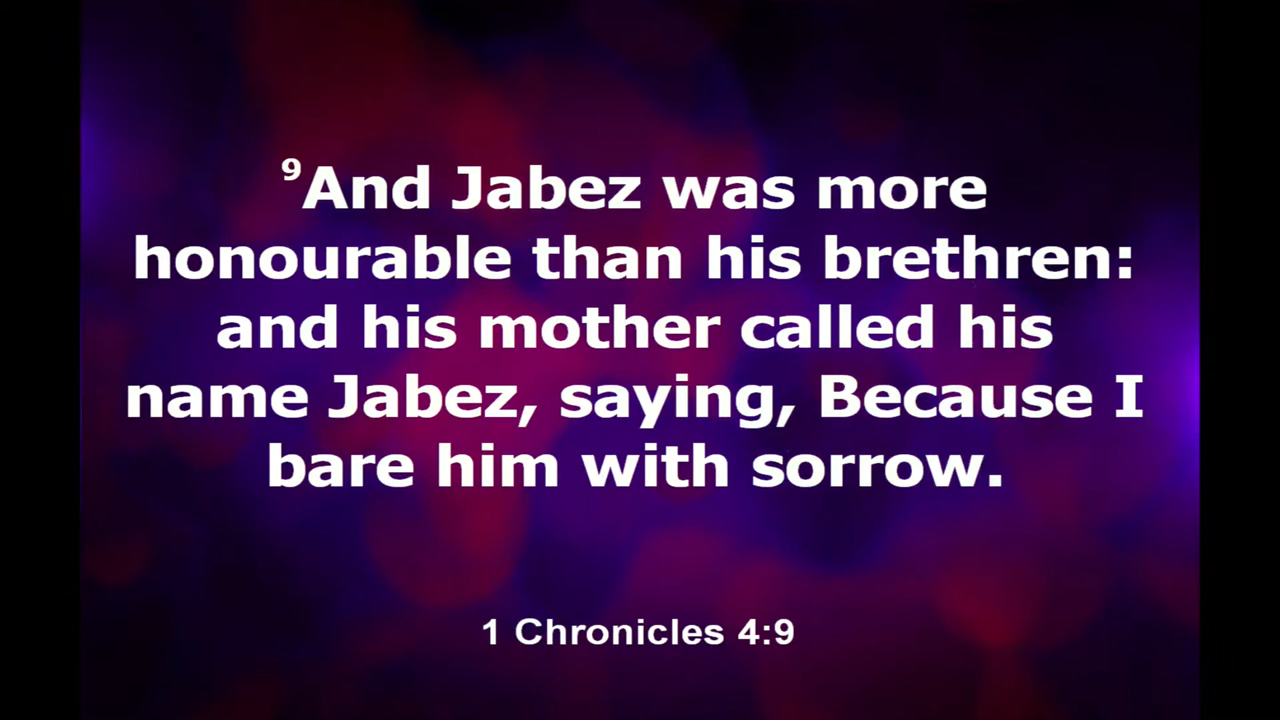 ⁹And Jabez was more
honourable than his brethren:
and his mother called his
name Jabez, saying, Because I
bare him with sorrow.
1 Chronicles 4:9